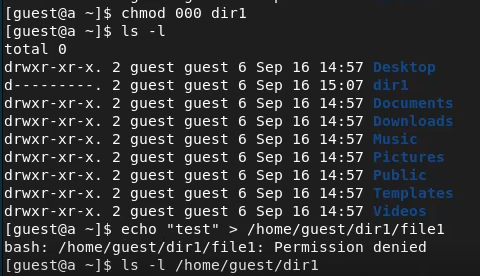 [guest@a ~]$ chmod 000 dir1
[guest@a ~]$ ls -l
total 0
drwxr-xr-x. 2 guest guest 6 Sep 16 14:57 Desktop
d---------. 2 guest guest 6 Sep 16 15:07 dir1
drwxr-xr-x. 2 guest guest 6 Sep 16 14:57 Documents
drwxr-xr-x. 2 guest guest 6 Sep 16 14:57 Downloads
drwxr-xr-x. 2 guest guest 6 Sep 16 14:57 Music
drwxr-xr-x. 2 guest guest 6 Sep 16 14:57 Pictures
drwxr-xr-x. 2 guest guest 6 Sep 16 14:57 Public
drwxr-xr-x. 2 guest guest 6 Sep 16 14:57 Templates
drwxr-xr-x. 2 guest guest 6 Sep 16 14:57 Videos
[guest@a ~]$ echo "test" > /home/guest/dir1/file1
bash: /home/guest/dir1/file1: Permission denied
[guest@a ~]$ ls -l /home/guest/dir1